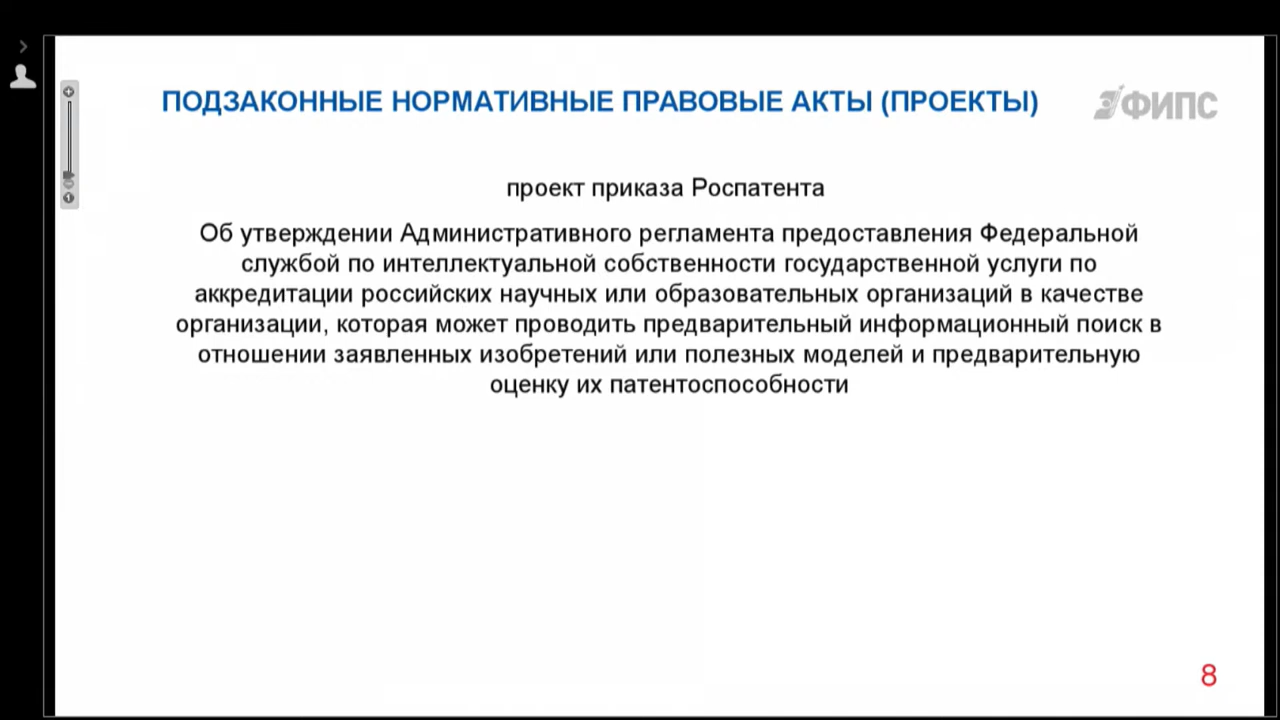 ПОДЗАКОННЫЕ НОРМАТИВНЫЕ ПРАВОВЫЕ АКТЫ (ПРОЕКТЫ)
ФИПС
проект приказа Роспатента
Об утверждении Административного регламента предоставления Федеральной
службой по интеллектуальной собственности государственной услуги по
аккредитации российских научных или образовательных организаций в качестве
организации, которая может проводить предварительный информационный поиск в
отношении заявленных изобретений или полезных моделей и предварительную
оценку их патентоспособности
8